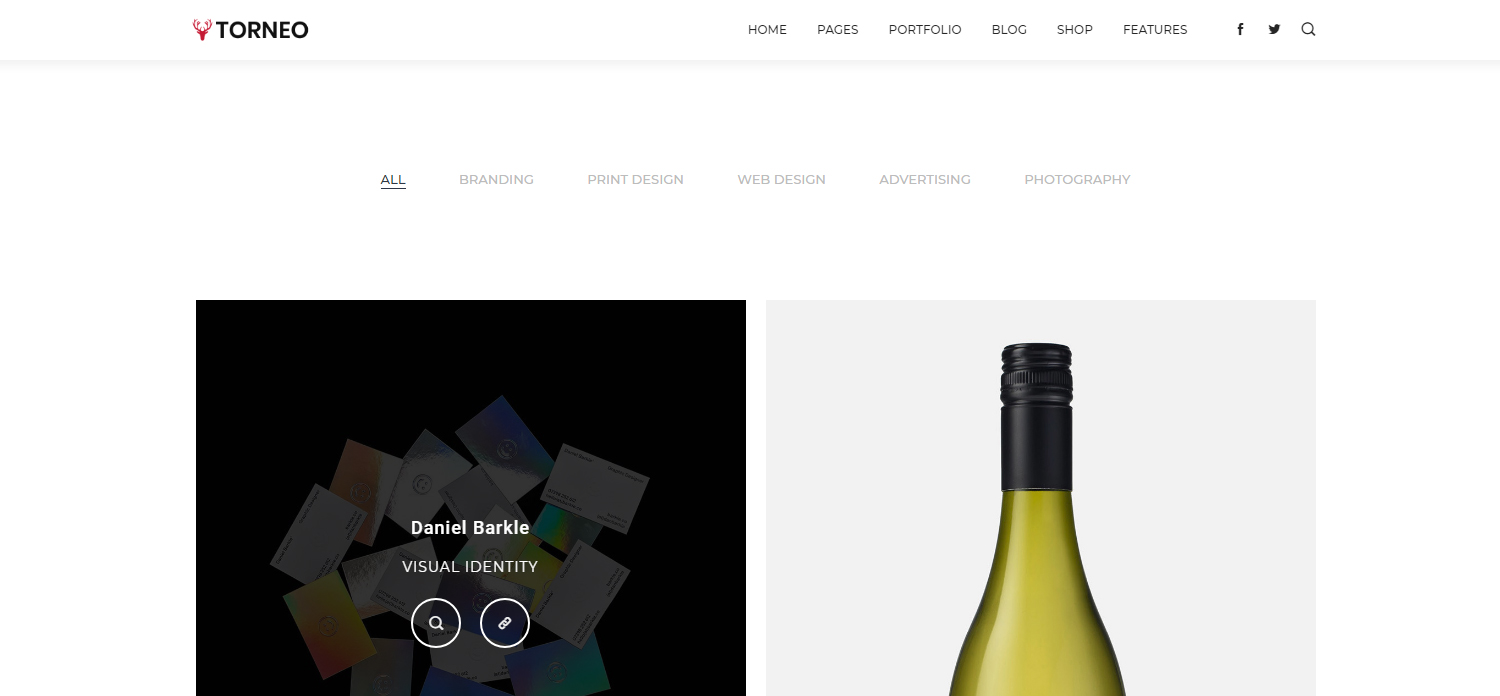 TORNEO
HOME PAGES PORTFOLIO BLOG SHOP FEATURES
ALL BRANDING PRINT DESIGN WEB DESIGN ADVERTISING PHOTOGRAPHY
Daniel Barkle
VISUAL IDENTITY